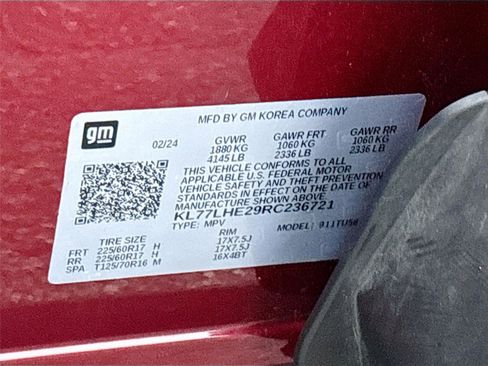 gm
MFD BY GM KOREA COMPANY
02/24 GVWR GAWR FRT GAWR RR
1880 KG 1060 KG 1060 KG
4145 LB 2336 LB 2336 LB
THIS VEHICLE CONFORMS TO ALL
APPLICABLE U.S. FEDERAL MOTOR
VEHICLE SAFETY AND THEFT PREVENTION
STANDARDS IN EFFECT ON THE DATE OF
MANUFACTURE SHOWN ABOVE
KL77LHE29RC236721
TYPE: MPV MODEL: 911TU58
TIRE SIZE RIM
FRT 225/60R17 H 17X7.5J
RR 225/60R17 H 17X7.5J
SPA T125/70R16 M 16X4BT